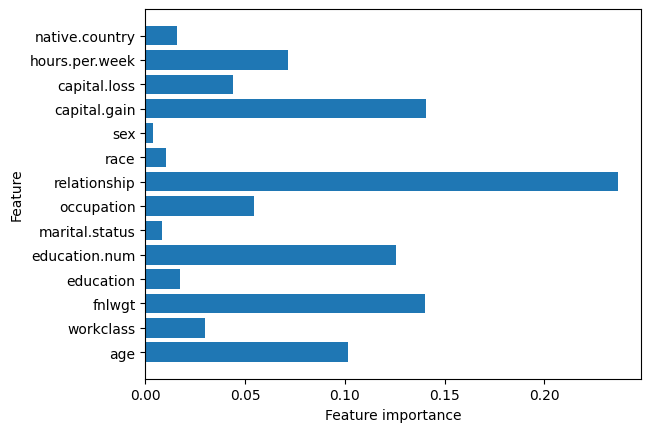 native.country
hours.per.week
capital.loss
capital.gain
sex
race
relationship
occupation
marital.status
education.num
education
fnlwgt
workclass
age
Feature
0.00 0.05 0.10 0.15 0.20
Feature importance